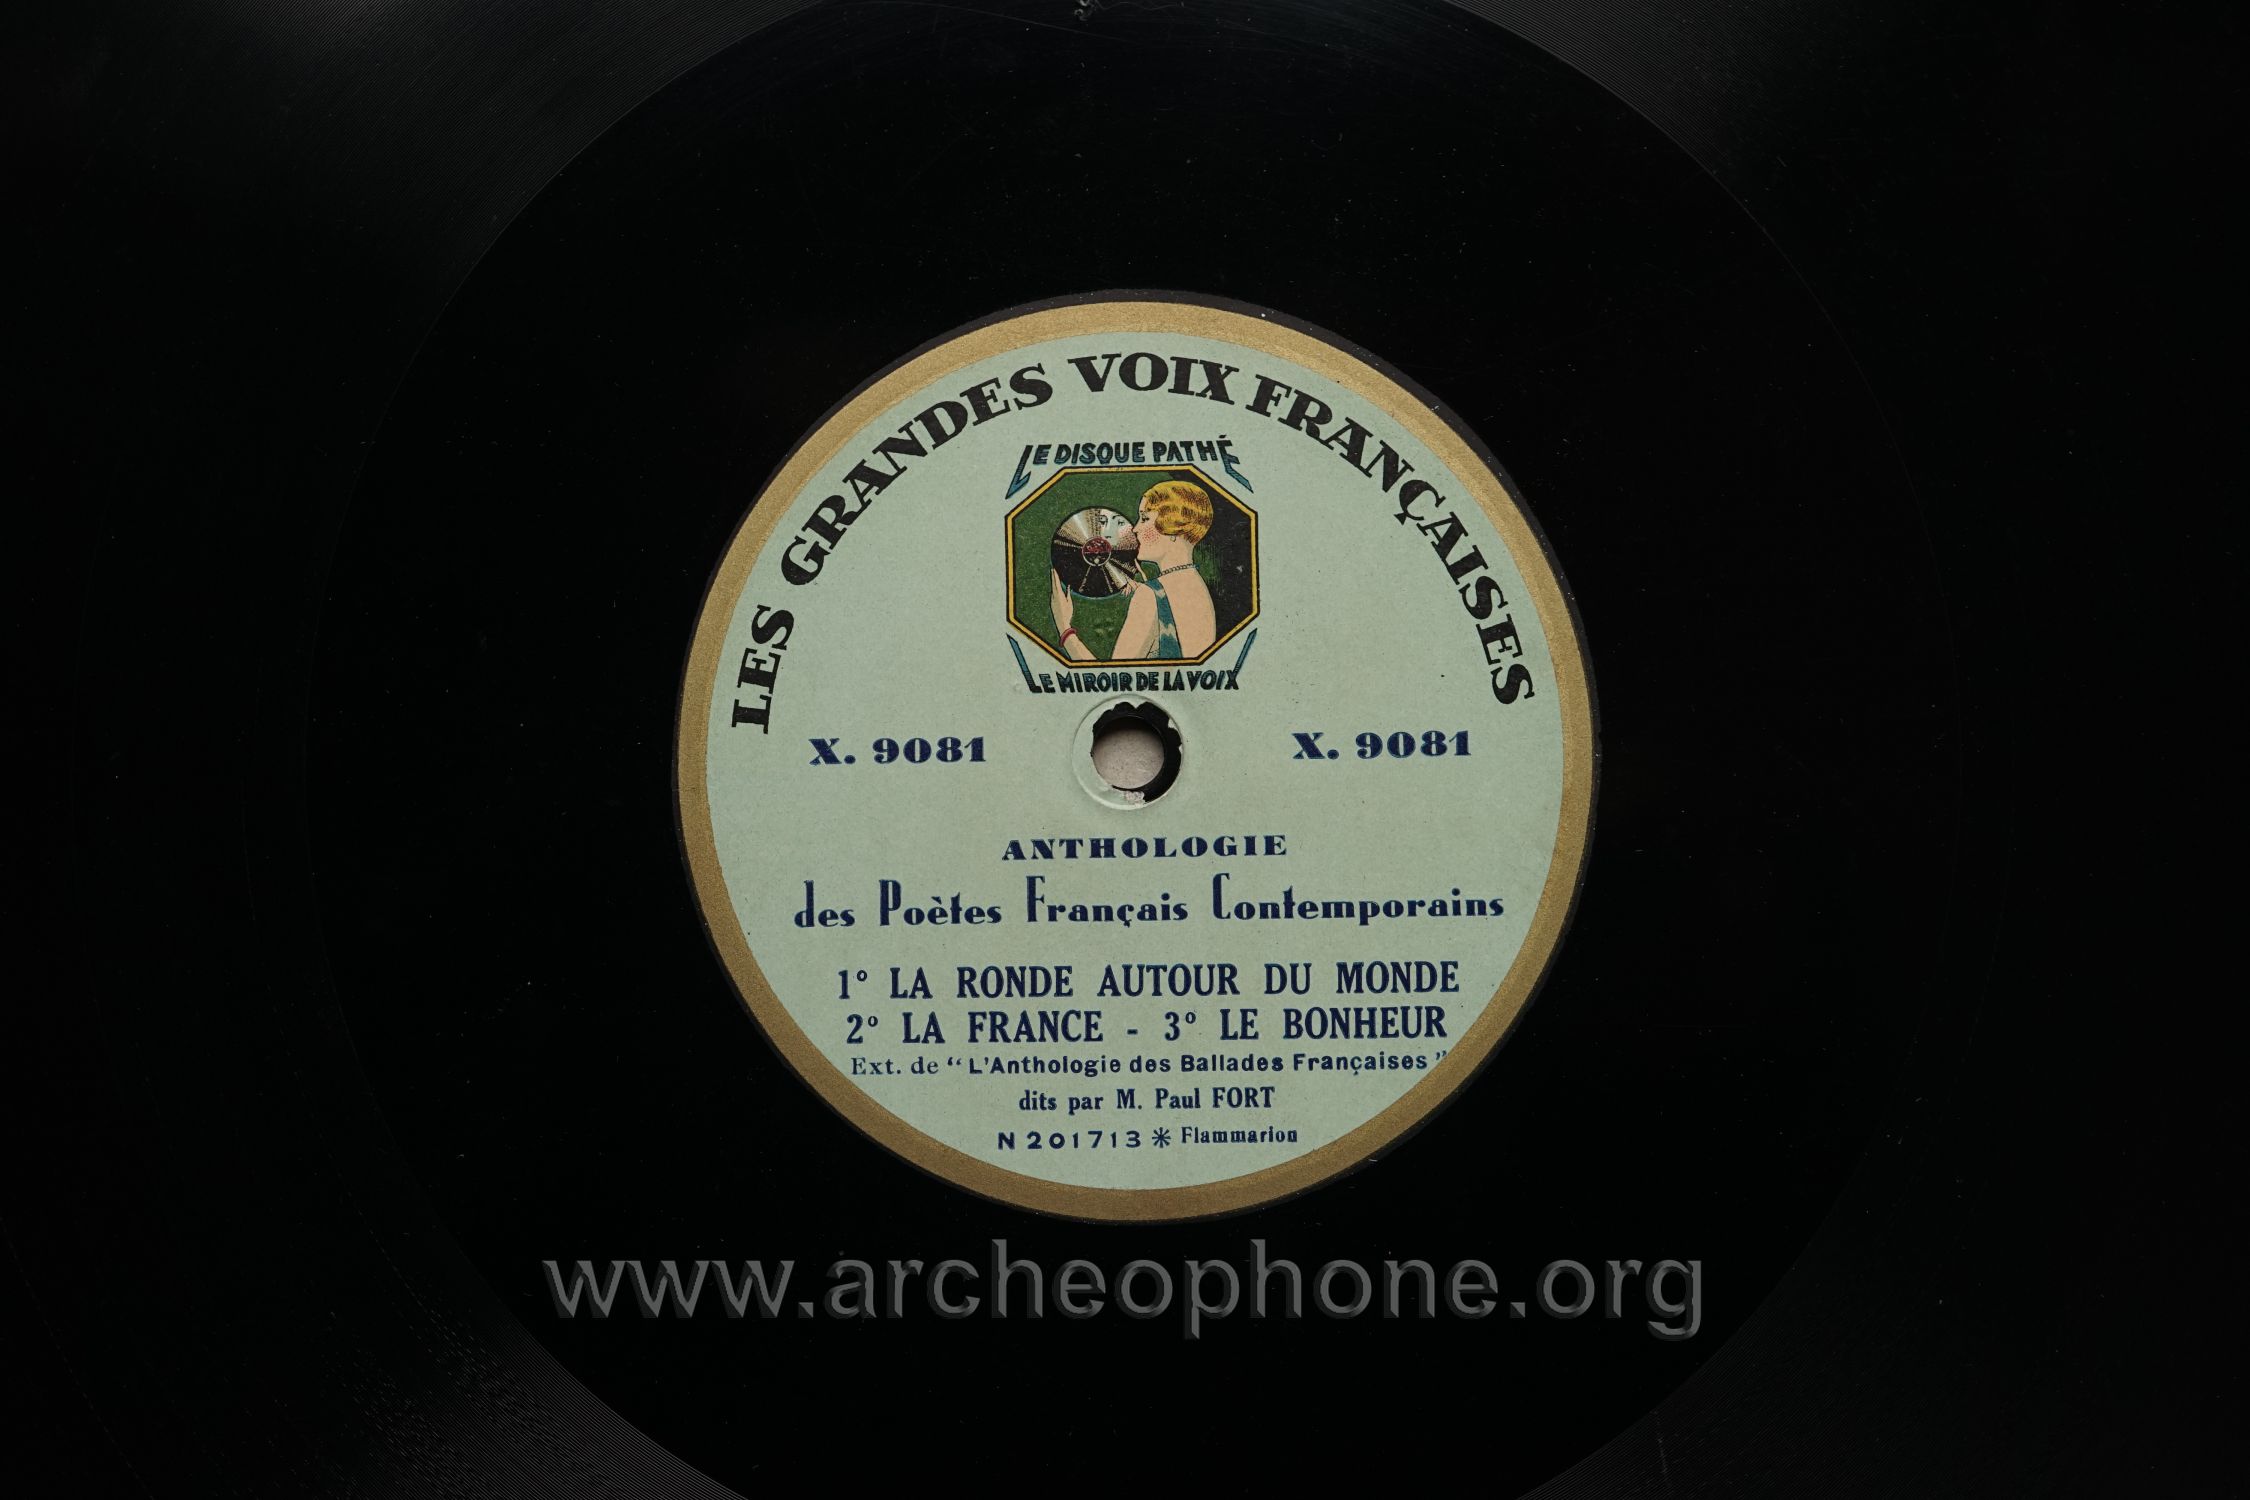 LES GRANDES VOIX FRANÇAISES
LE DISQUE PATHÉ
LE MIROIR DE LA VOIX
X. 9081 X. 9081
ANTHOLOGIE
des Poètes Français Contemporains
1° LA RONDE AUTOUR DU MONDE
2° LA FRANCE - 3° LE BONHEUR
Ext. de “ L'Anthologie des Ballades Françaises ”
dits par M. Paul FORT
N 201713 * Flammarion
www.archeophone.org